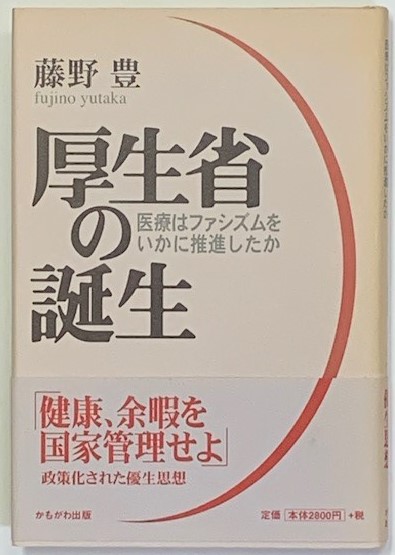 藤野 豊
fujino yutaka
厚生省
の
誕生
医療はファシズムを
いかに推進したか
「健康、余暇を
国家管理せよ」
政策化された優生思想
かもがわ出版
定価 本体2800円 +税